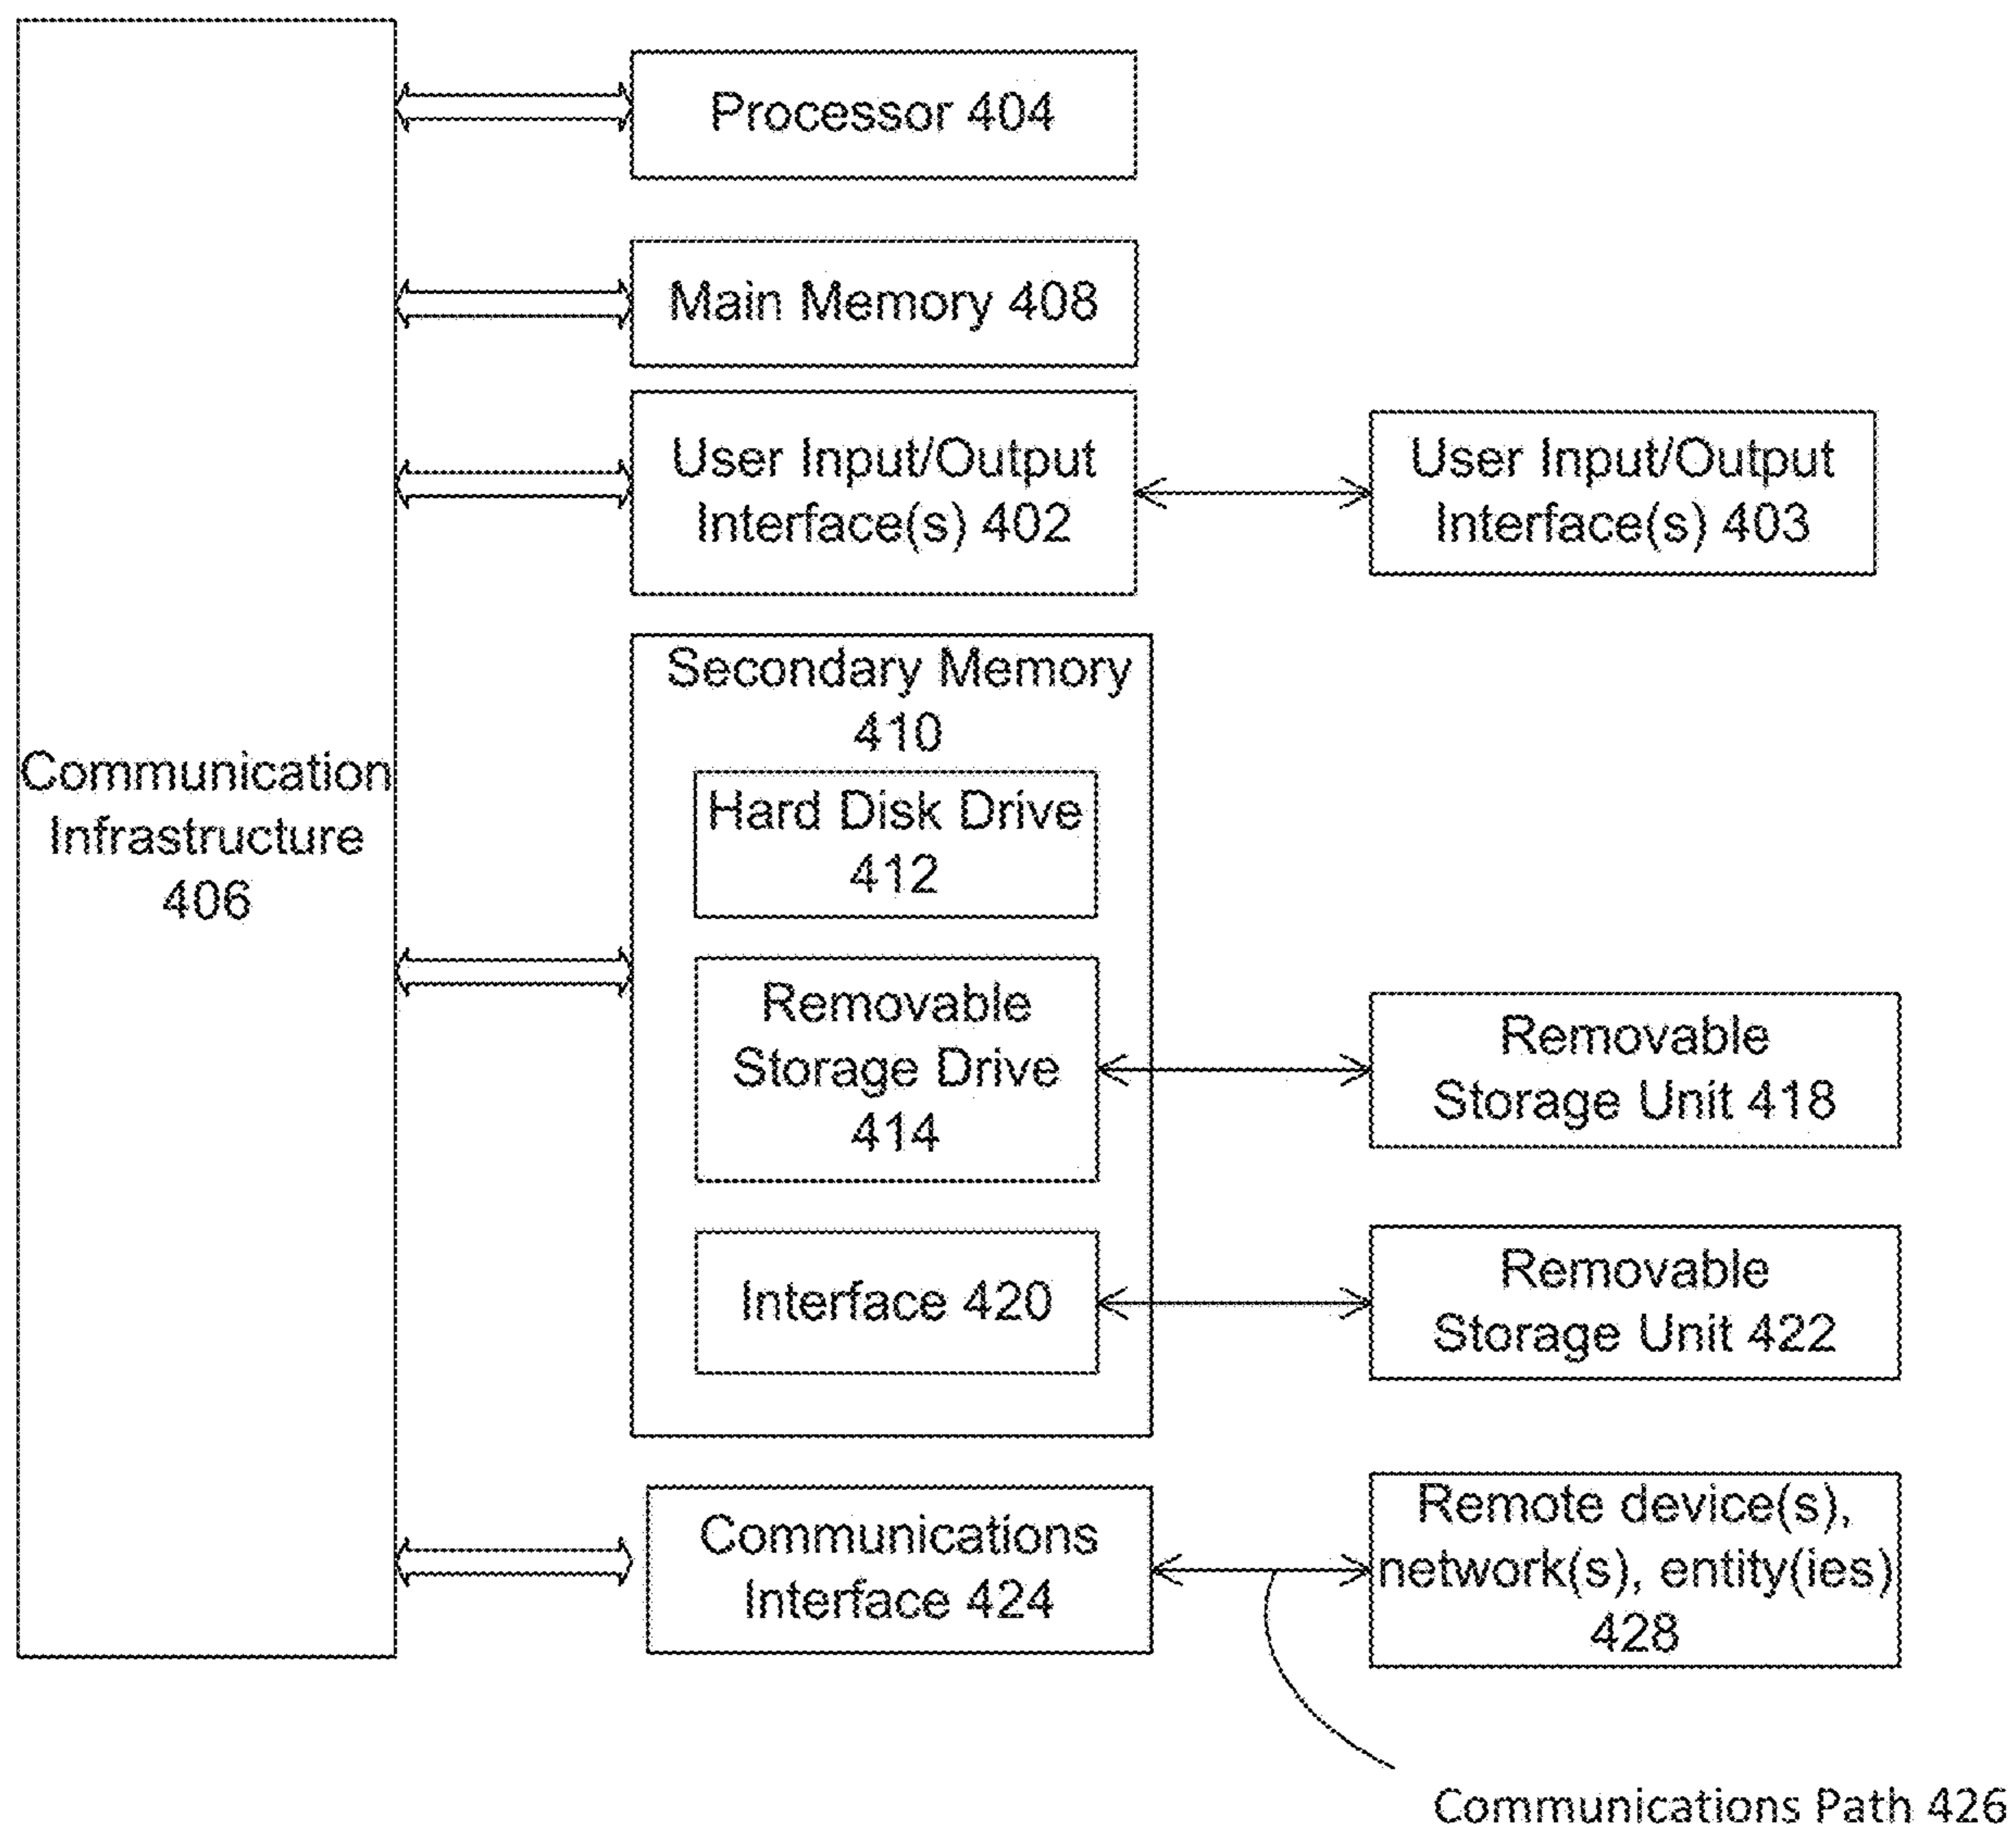 Processor 404
Main Memory 408
User Input/Output
Interface(s) 402
User Input/Output
Interface(s) 403
Communication
Infrastructure
406
Secondary Memory
410
Hard Disk Drive
412
Removable
Storage Drive
414
Removable
Storage Unit 418
Interface 420
Removable
Storage Unit 422
Communications
Interface 424
Remote device(s),
network(s), entity(ies)
428
Communications Path 426